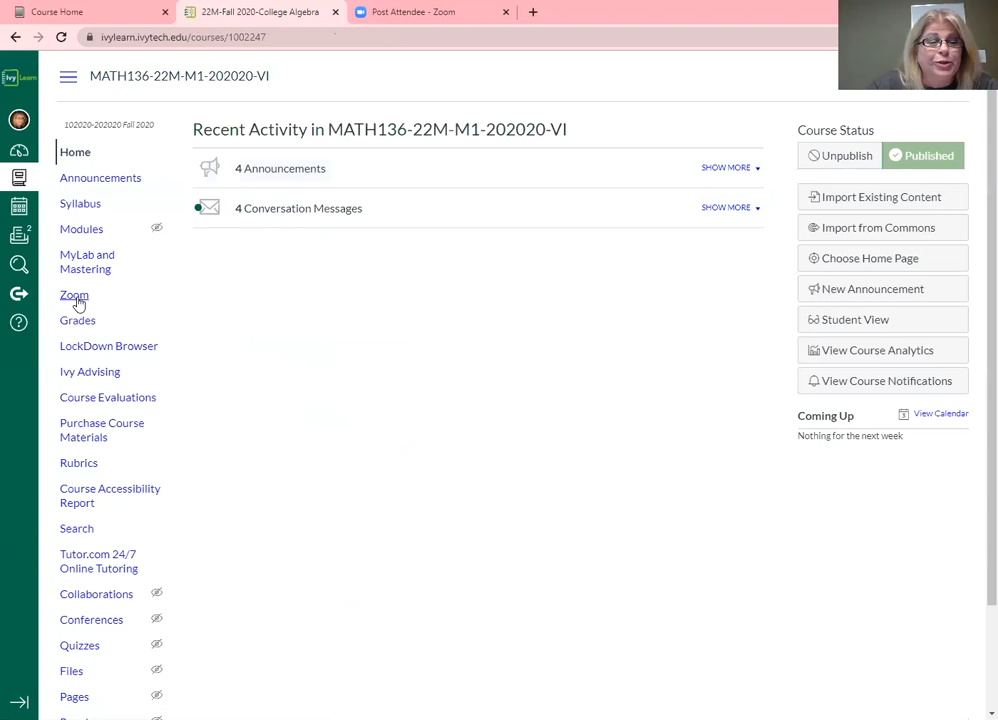 Course Home
22M-Fall 2020-College Algebra
Post Attendee - Zoom
ivylearn.ivytech.edu/courses/1002247
Ivy Learn
MATH136-22M-M1-202020-VI
102020-202020 Fall 2020
Home
Announcements
Syllabus
Modules
MyLab and
Mastering
Zoom
Grades
LockDown Browser
Ivy Advising
Course Evaluations
Purchase Course
Materials
Rubrics
Course Accessibility
Report
Search
Tutor.com 24/7
Online Tutoring
Collaborations
Conferences
Quizzes
Files
Pages
2
Recent Activity in MATH136-22M-M1-202020-VI
4 Announcements
SHOW MORE
4 Conversation Messages
SHOW MORE
Course Status
Unpublish
Published
Import Existing Content
Import from Commons
Choose Home Page
New Announcement
Student View
View Course Analytics
View Course Notifications
Coming Up
View Calendar
Nothing for the next week